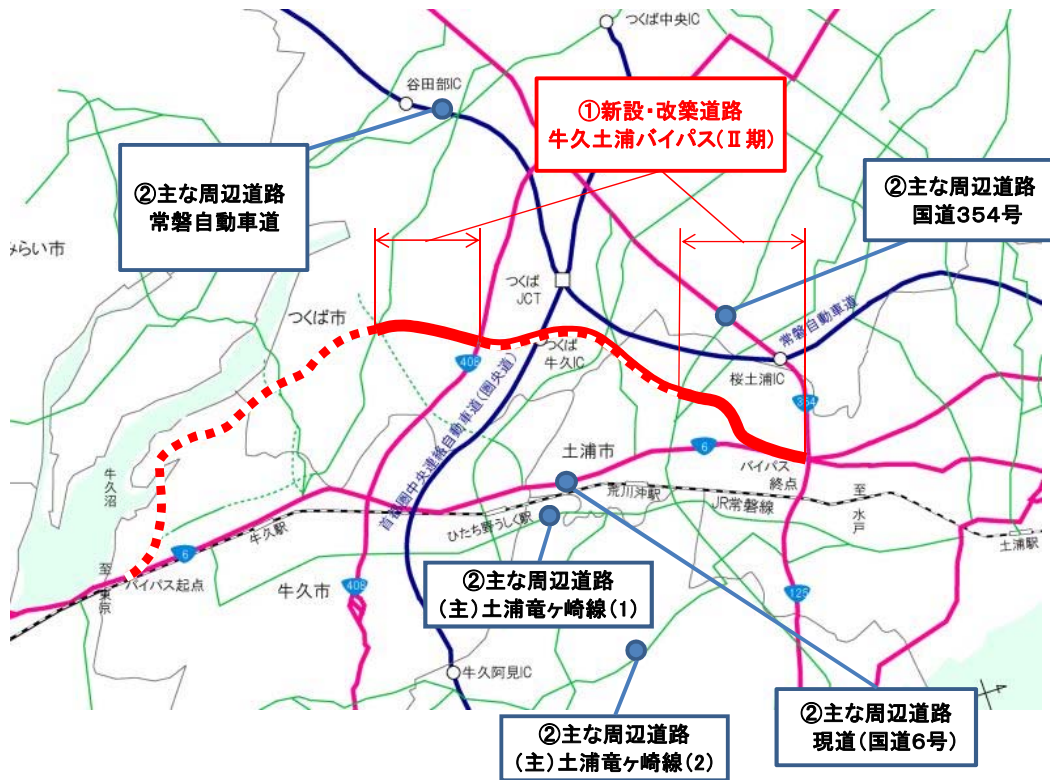 つくば中央IC
谷田部IC
①新設・改築道路
牛久土浦バイパス(Ⅱ期)
②主な周辺道路
常磐自動車道
②主な周辺道路
国道354号
みらい市
つくば
JCT
つくば市
常磐自動車道
つくば
牛久IC
桜土浦IC
408
354
首都圏中央連絡自動車道(圏央道)
土浦市
6
バイパス
終点
牛久沼
荒川沖駅
至
水戸
JR常磐線
牛久駅
ひたち野うしく駅
土浦駅
6
至
東京
バイパス起点
牛久市
408
②主な周辺道路
(主)土浦竜ヶ崎線(1)
125
牛久阿見IC
②主な周辺道路
(主)土浦竜ヶ崎線(2)
②主な周辺道路
現道(国道6号)